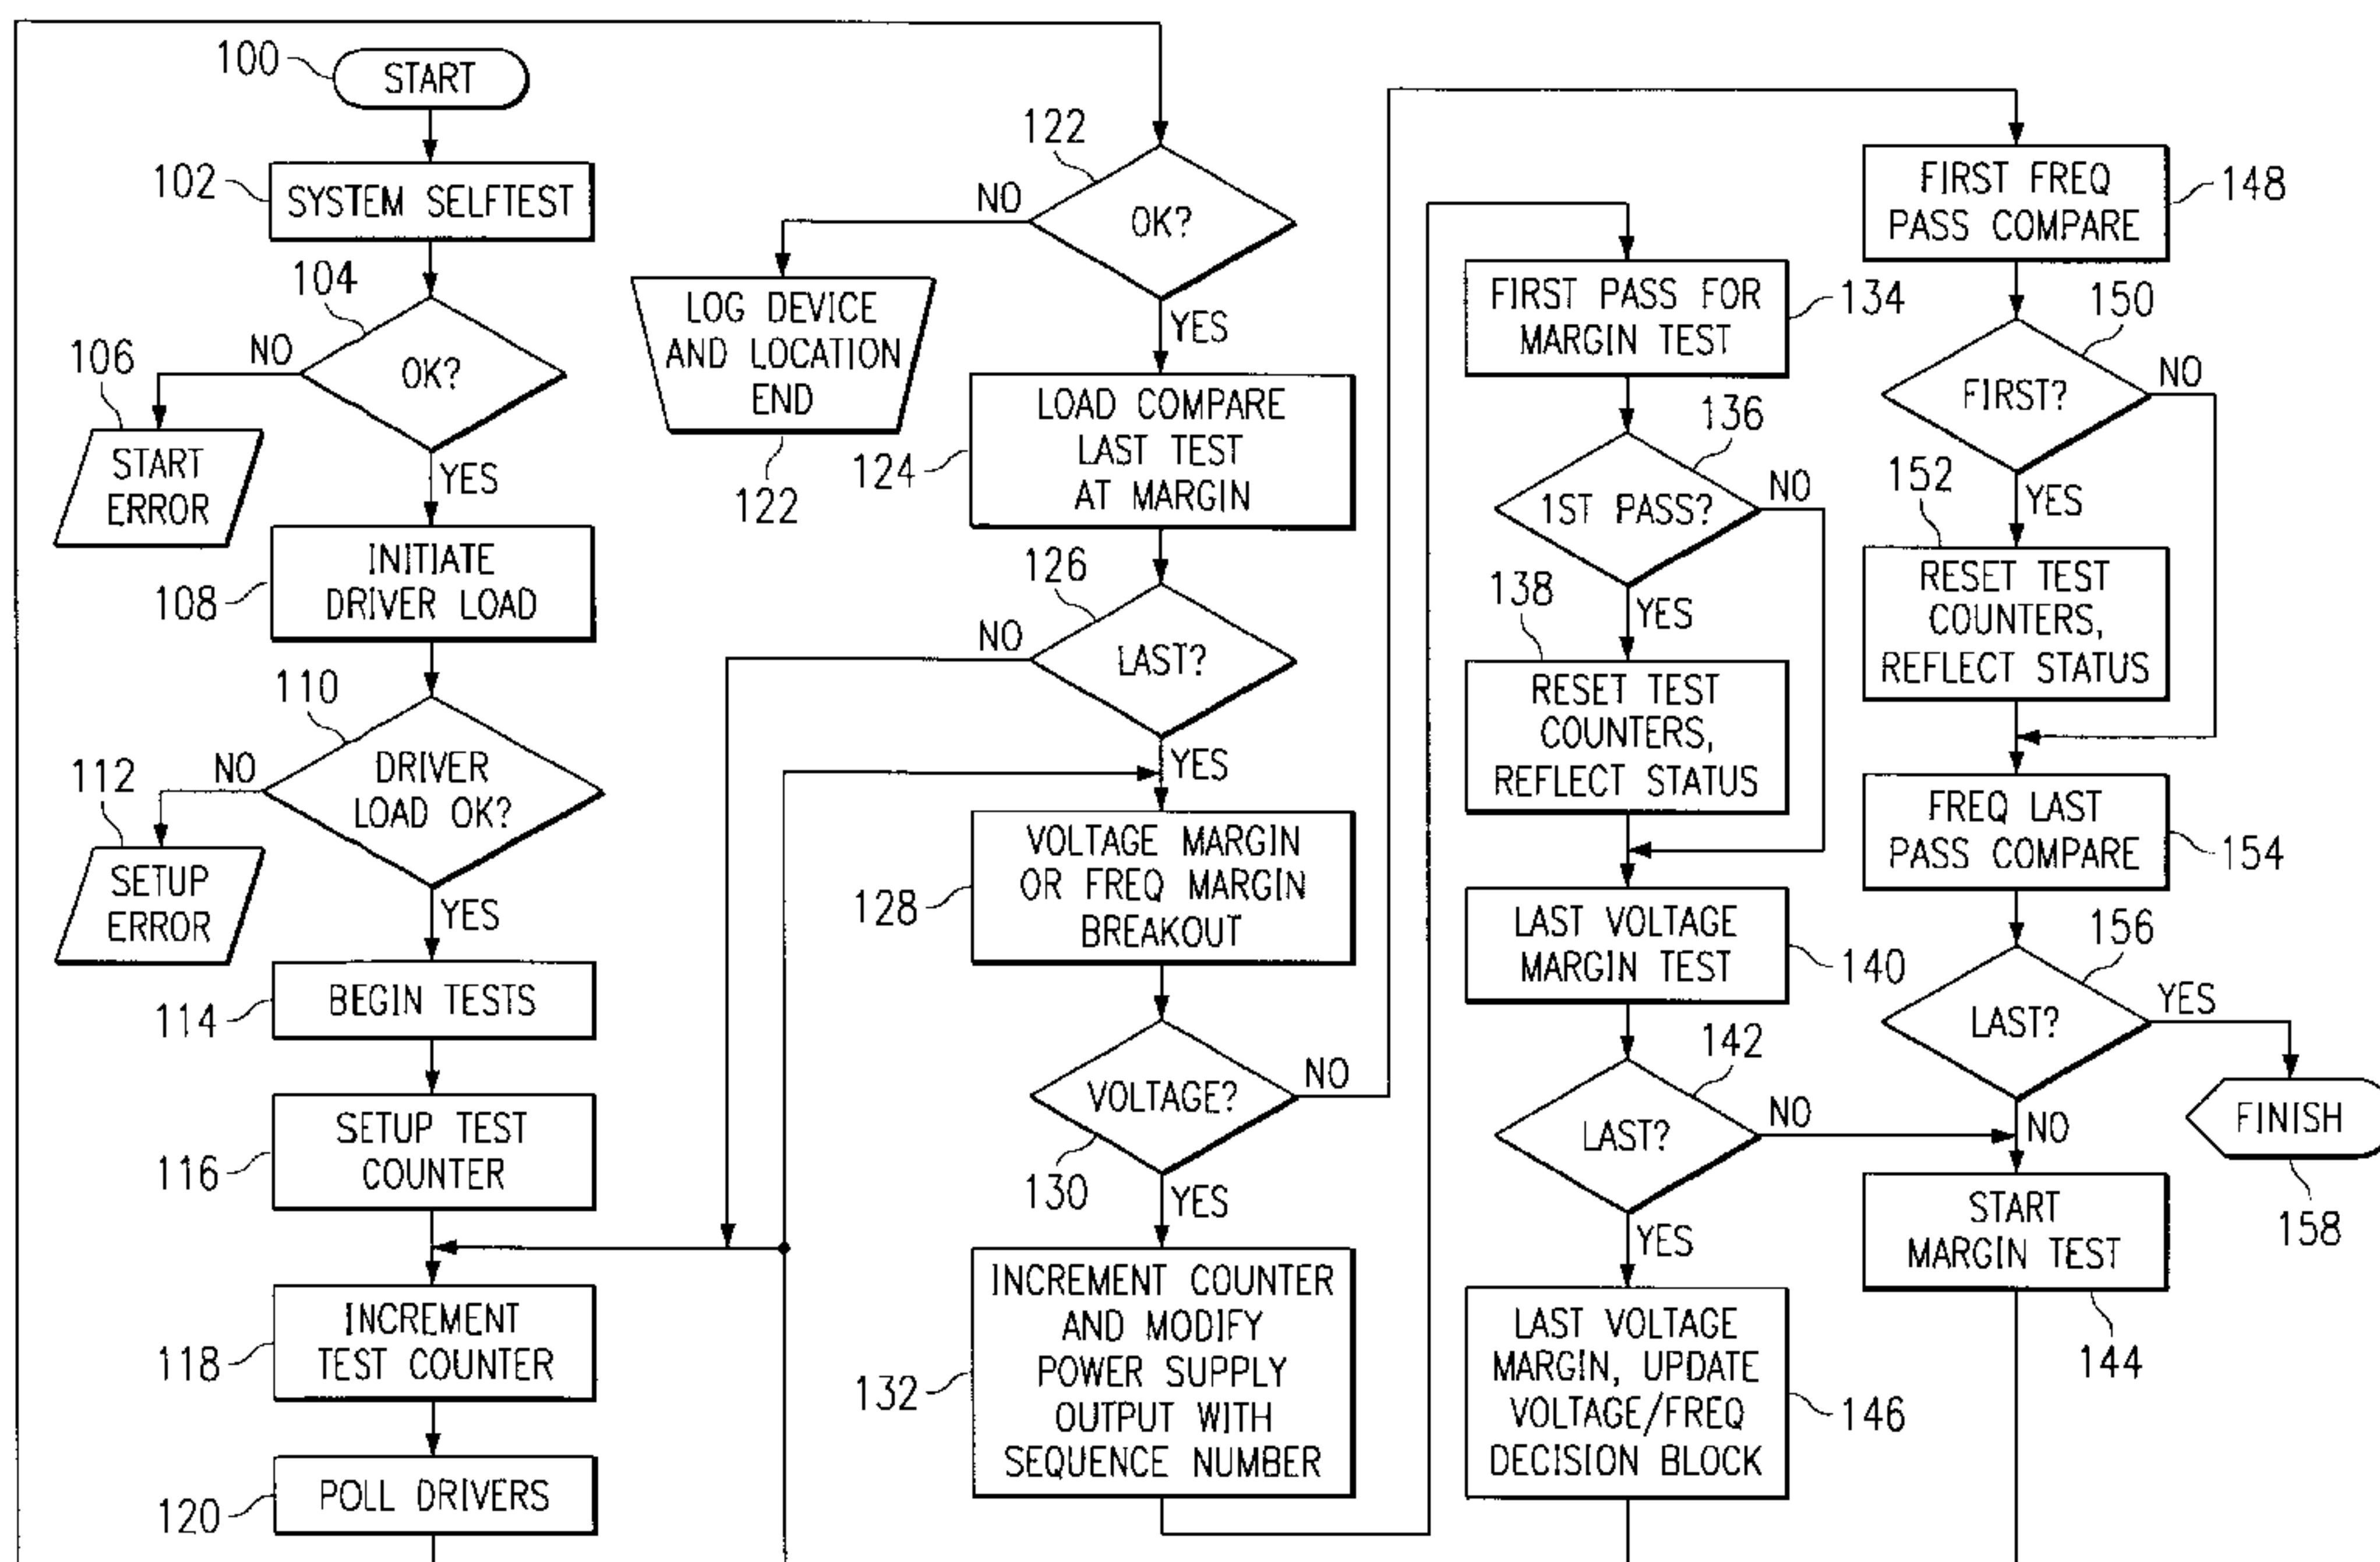 100
START
102
SYSTEM SELFTEST
104
OK?
NO
YES
106
START
ERROR
108
INITIATE
DRIVER LOAD
110
DRIVER
LOAD OK?
NO
YES
112
SETUP
ERROR
114
BEGIN TESTS
116
SETUP TEST
COUNTER
118
INCREMENT
TEST COUNTER
120
POLL DRIVERS
122
OK?
NO
YES
LOG DEVICE
AND LOCATION
END
122
124
LOAD COMPARE
LAST TEST
AT MARGIN
126
LAST?
NO
YES
128
VOLTAGE MARGIN
OR FREQ MARGIN
BREAKOUT
VOLTAGE?
NO
130
YES
132
INCREMENT COUNTER
AND MODIFY
POWER SUPPLY
OUTPUT WITH
SEQUENCE NUMBER
FIRST PASS FOR
MARGIN TEST
134
136
1ST PASS?
NO
YES
138
RESET TEST
COUNTERS,
REFLECT STATUS
LAST VOLTAGE
MARGIN TEST
140
142
LAST?
NO
YES
LAST VOLTAGE
MARGIN, UPDATE
VOLTAGE/FREQ
DECISION BLOCK
146
FIRST FREQ
PASS COMPARE
148
150
FIRST?
NO
YES
152
RESET TEST
COUNTERS,
REFLECT STATUS
FREQ LAST
PASS COMPARE
154
156
LAST?
YES
NO
FINISH
158
START
MARGIN TEST
144